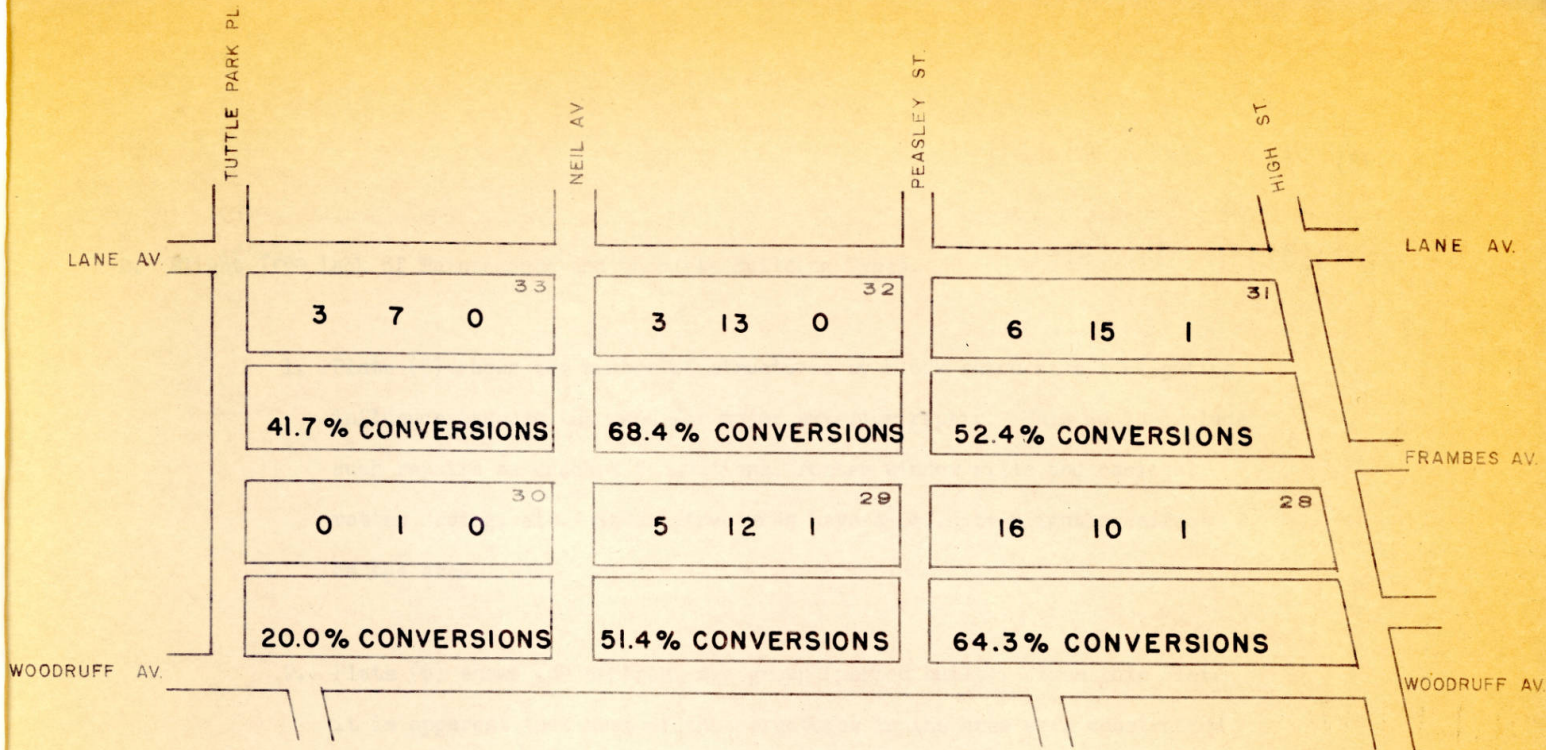 TUTTLE PARK PL.
NEIL AV
PEASLEY ST.
HIGH ST.
LANE AV.
LANE AV.
33
3 7 0
32
3 13 0
31
6 15 1
41.7% CONVERSIONS
68.4% CONVERSIONS
52.4% CONVERSIONS
FRAMBES AV.
30
0 1 0
29
5 12 1
28
16 10 1
20.0% CONVERSIONS
51.4% CONVERSIONS
64.3% CONVERSIONS
WOODRUFF AV.
WOODRUFF AV.